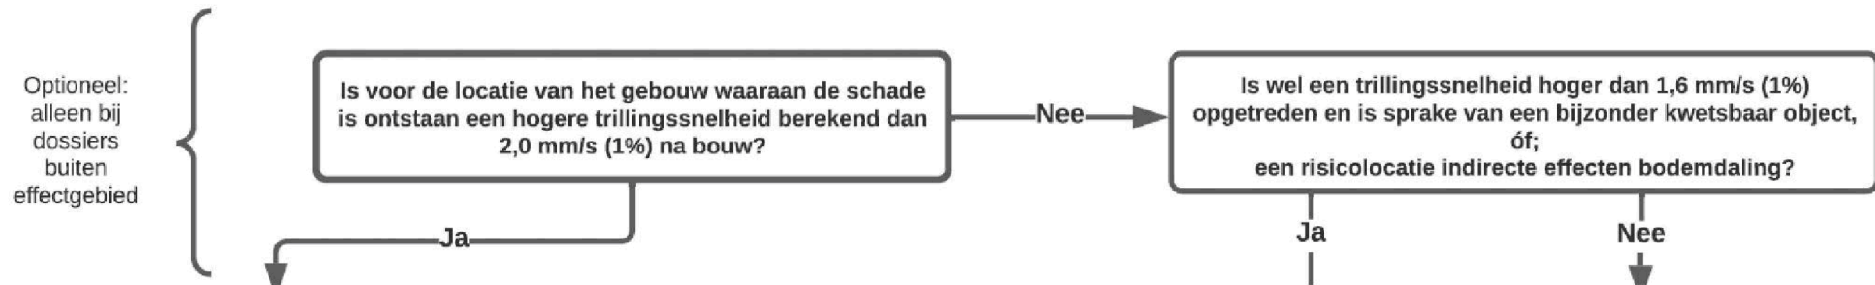 Optioneel:
alleen bij
dossiers
buiten
effectgebied
Is voor de locatie van het gebouw waaraan de schade
is ontstaan een hogere trillingssnelheid berekend dan
2,0 mm/s (1%) na bouw?
Nee
Is wel een trillingssnelheid hoger dan 1,6 mm/s (1%)
opgetreden en is sprake van een bijzonder kwetsbaar object,
óf;
een risicolocatie indirecte effecten bodemdaling?
Ja
Ja
Nee